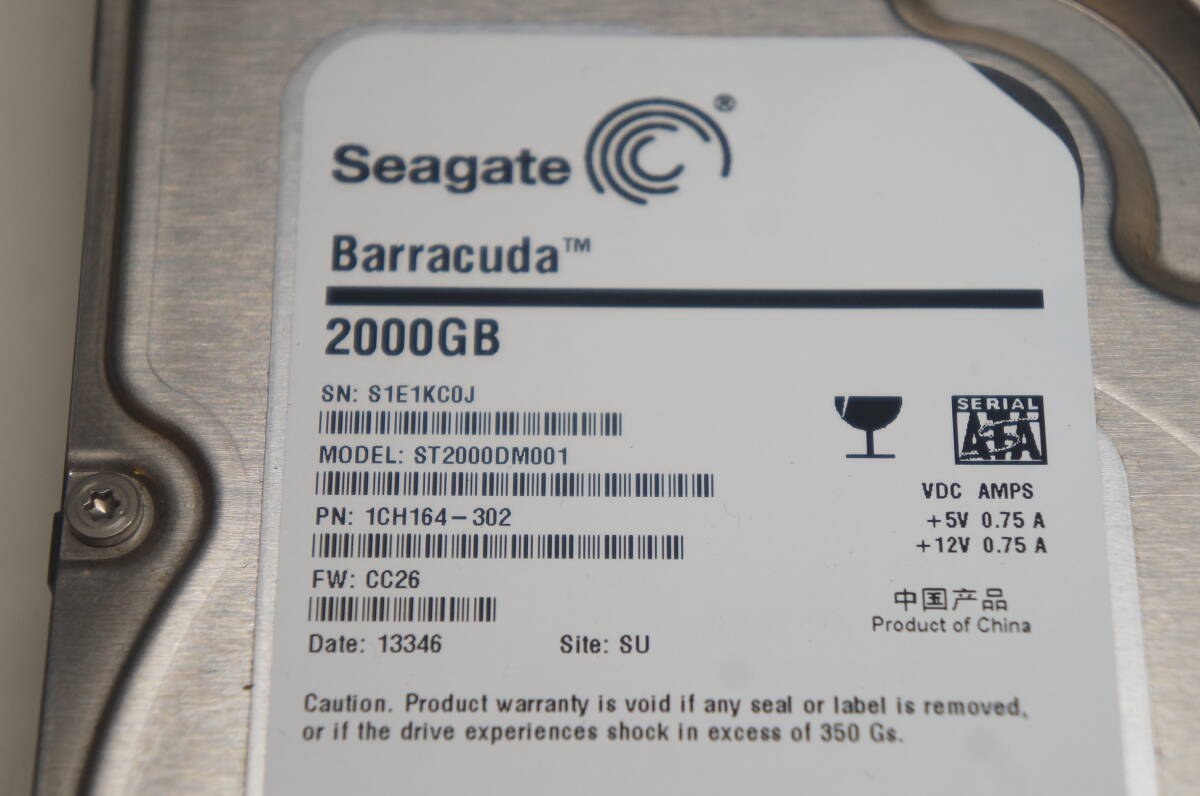 Seagate®
Barracuda™
2000GB
SN: S1E1KC0J
MODEL: ST2000DM001
PN: 1CH164-302
FW: CC26
Date: 13346 Site: SU
SERIAL
ATA
VDC AMPS
+5V 0.75 A
+12V 0.75 A
中国产品
Product of China
Caution. Product warranty is void if any seal or label is removed,
or if the drive experiences shock in excess of 350 Gs.